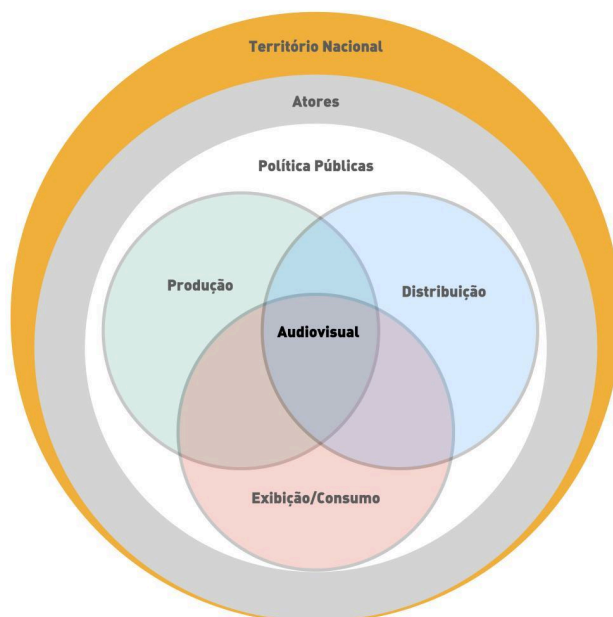 Território Nacional
Atores
Política Públicas
Produção
Distribuição
Audiovisual
Exibição/Consumo